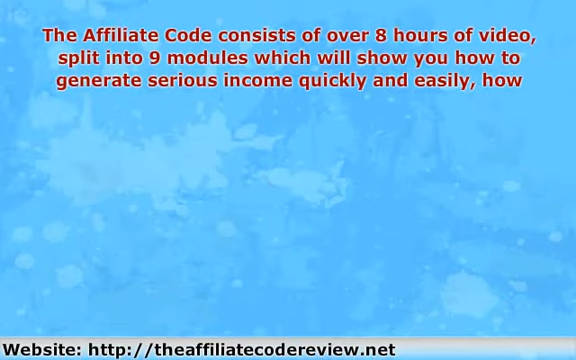 The Affiliate Code consists of over 8 hours of video,
split into 9 modules which will show you how to
generate serious income quickly and easily, how
Website: http://theaffiliatecodereview.net